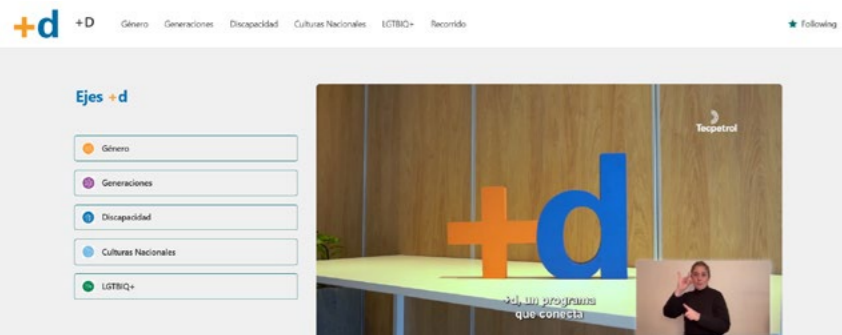 +d +D Género Generaciones Discapacidad Culturas Nacionales LGTBIQ+ Recorrido Following
Ejes +d
Género
Generaciones
Discapacidad
Culturas Nacionales
LGTBIQ+
Tecpetrol
+d
+d, un programa
que conecta